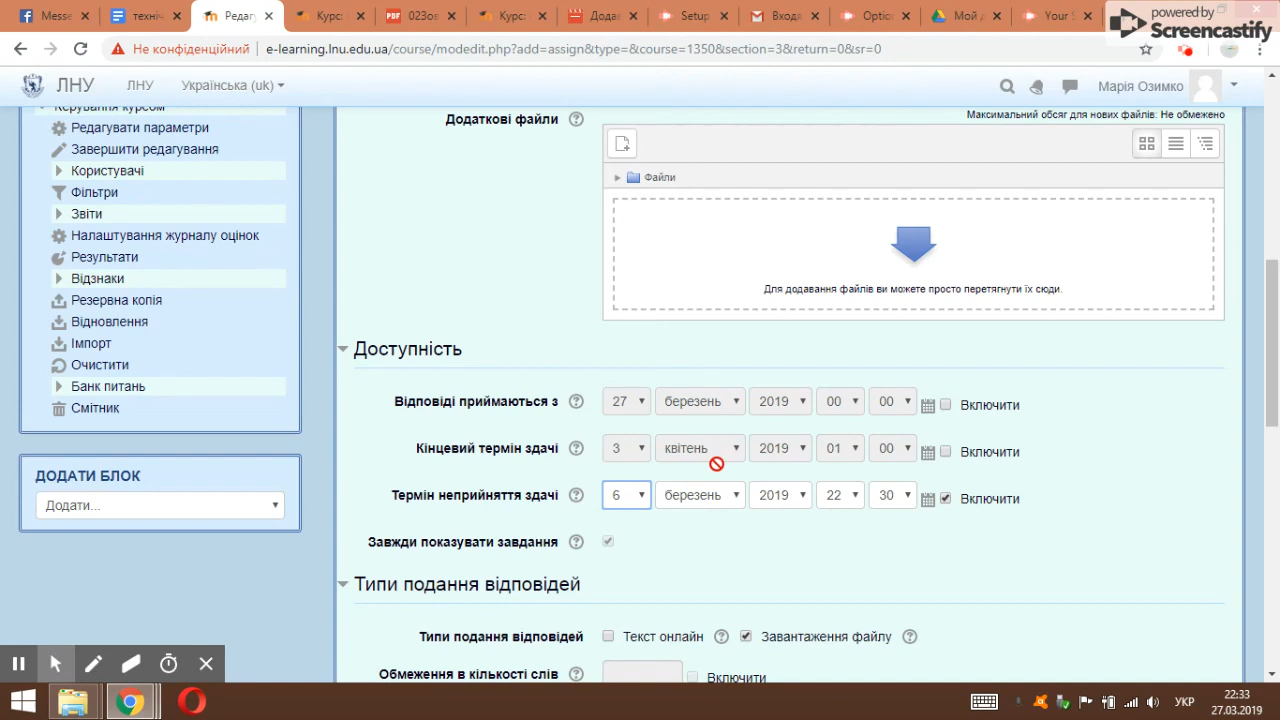 Messe
техніч
Редагу
Курс:
023ов
Курс:
Дода
Setup
Входа
Optio
Мой д
Your S
powered by
Screencastify
Не конфіденційний
e-learning.lnu.edu.ua/course/modedit.php?add=assign&type=&course=1350&section=3&return=0&sr=0
ЛНУ
ЛНУ
Українська (uk)
Марія Озимко
Керування курсом
Редагувати параметри
Завершити редагування
Користувачі
Фільтри
Звіти
Налаштування журналу оцінок
Результати
Відзнаки
Резервна копія
Відновлення
Імпорт
Очистити
Банк питань
Смітник
ДОДАТИ БЛОК
Додати...
Максимальний обсяг для нових файлів: Не обмежено
Додаткові файли
Файли
Для додавання файлів ви можете просто перетягнути їх сюди.
Доступність
Відповіді приймаються з 27 березень 2019 00 00 Включити
Кінцевий термін здачі 3 квітень 2019 01 00 Включити
Термін неприйняття здачі 6 березень 2019 22 30 Включити
Завжди показувати завдання
Типи подання відповідей
Типи подання відповідей Текст онлайн Завантаження файлу
Обмеження в кількості слів Включити
УКР
22:33
27.03.2019